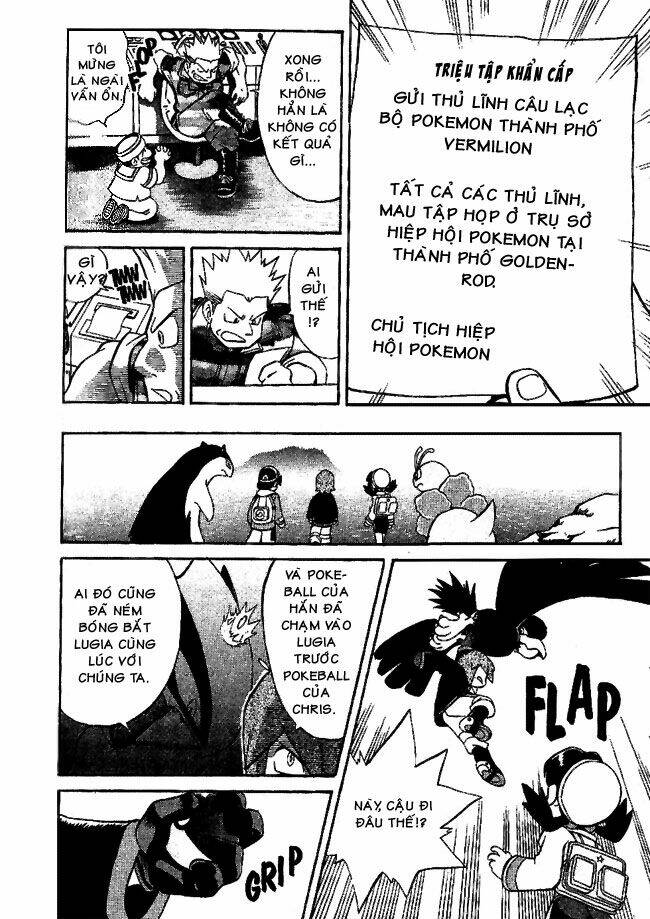 TRIỆU TẬP KHẨN CẤP
GỬI THỦ LĨNH CÂU LẠC
BỘ POKEMON THÀNH PHỐ
VERMILION
TẤT CẢ CÁC THỦ LĨNH,
MAU TẬP HỌP Ở TRỤ SỞ
HIỆP HỘI POKEMON TẠI
THÀNH PHỐ GOLDEN-
ROD.
CHỦ TỊCH HIỆP
HỘI POKEMON
XONG
RỒI...
KHÔNG
HẲN LÀ
KHÔNG CÓ
KẾT QUẢ
GÌ...
POP
TÔI
MỪNG
LÀ NGÀI
VẪN ỔN.
AI
GỬI
THẾ
!?
GÌ
VẬY?
TWW
TWW
FLAP
NÀY, CẬU ĐI
ĐÂU THẾ!?
VÀ POKE-
BALL CỦA
HẮN ĐÃ
CHẠM VÀO
LUGIA
TRƯỚC
POKEBALL
CỦA
CHRIS.
AI ĐÓ CŨNG
ĐÃ NÉM
BÓNG BẮT
LUGIA CÙNG
LÚC VỚI
CHÚNG TA.
GRIP